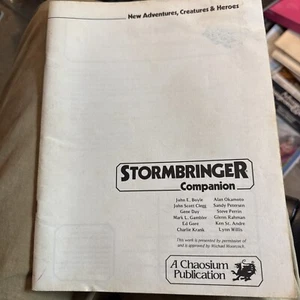 New Adventures, Creatures & Heroes
STORMBRINGER
Companion
John E. Boyle Alan Okamoto
John Scott Clegg Sandy Petersen
Gene Day Steve Perrin
Mark L. Gambler Glenn Rahman
Ed Gore Ken St. Andre
Charlie Krank Lynn Willis
This work is presented by permission of
and is approved by Michael Moorcock.
A Chaosium
Publication